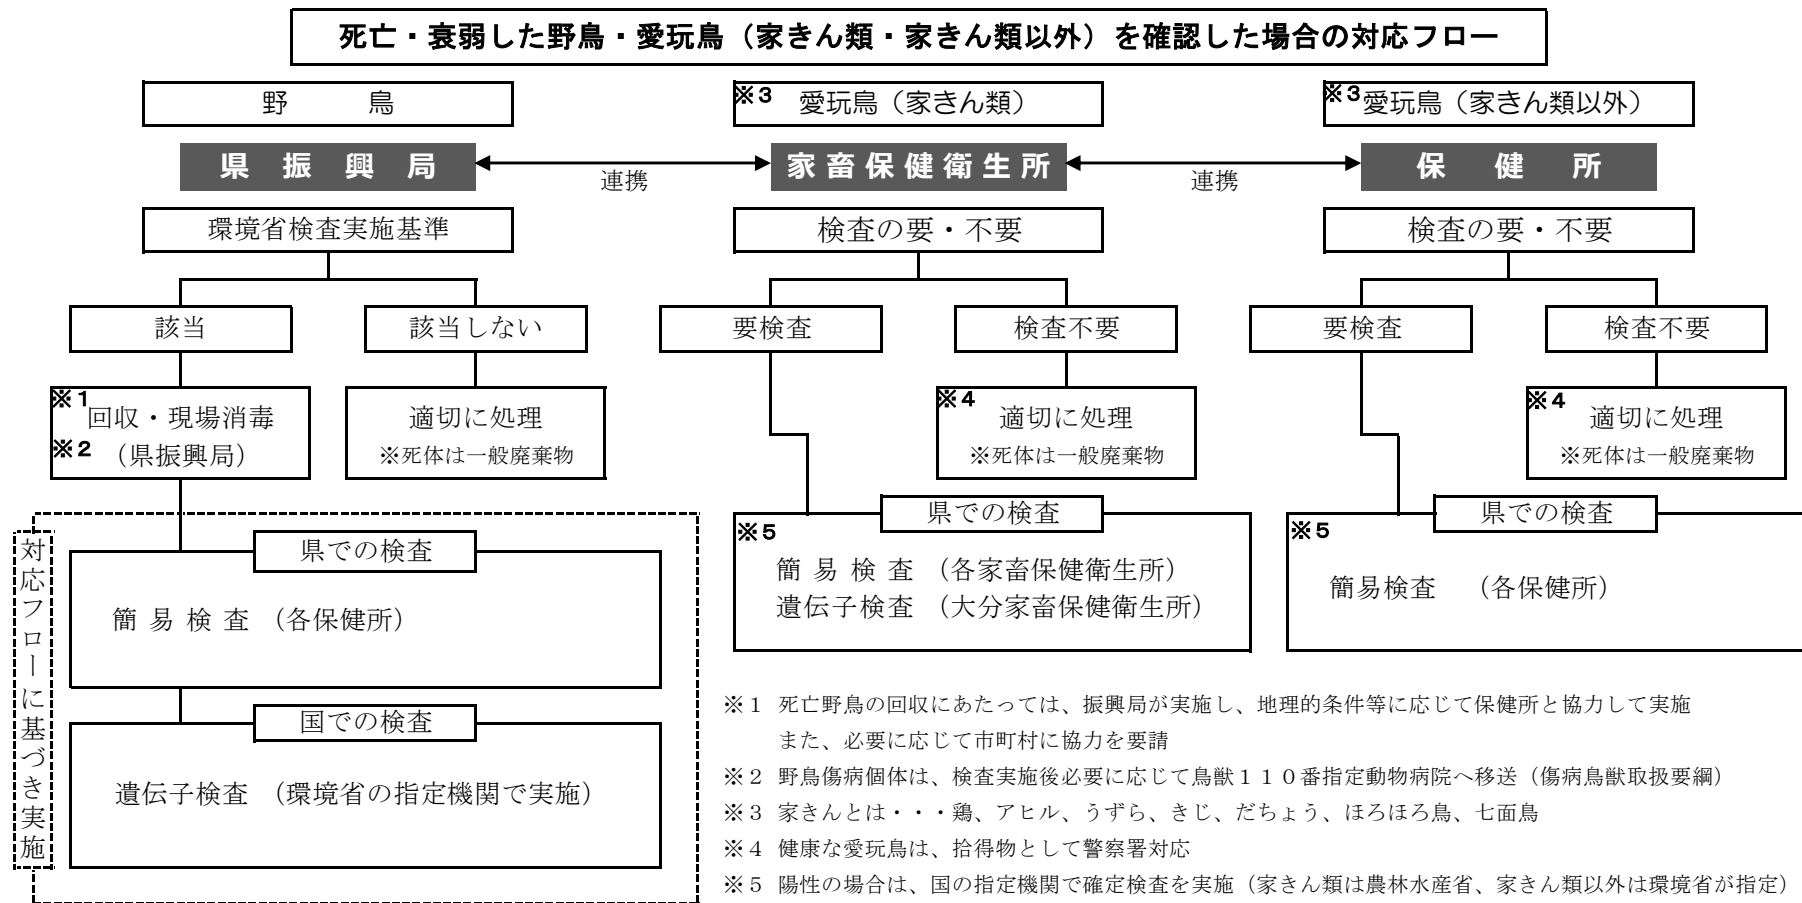 死亡・衰弱した野鳥・愛玩鳥（家きん類・家きん類以外）を確認した場合の対応フロー
野　　　鳥
※3 愛玩鳥（家きん類）
※3 愛玩鳥（家きん類以外）
県振興局
連携
家畜保健衛生所
連携
保健所
環境省検査実施基準
検査の要・不要
検査の要・不要
該当
該当しない
要検査
検査不要
要検査
検査不要
※1 回収・現場消毒
※2 （県振興局）
適切に処理
※死体は一般廃棄物
※4 適切に処理
※死体は一般廃棄物
※4 適切に処理
※死体は一般廃棄物
対応フローに基づき実施
県での検査
簡易検査（各保健所）
国での検査
遺伝子検査（環境省の指定機関で実施）
県での検査
※5
簡易検査（各家畜保健衛生所）
遺伝子検査（大分家畜保健衛生所）
県での検査
※5
簡易検査　（各保健所）
※１ 死亡野鳥の回収にあたっては、振興局が実施し、地理的条件等に応じて保健所と協力して実施
また、必要に応じて市町村に協力を要請
※２ 野鳥傷病個体は、検査実施後必要に応じて鳥獣１１０番指定動物病院へ移送（傷病鳥獣取扱要綱）
※３ 家きんとは・・・鶏、アヒル、うずら、きじ、だちょう、ほろほろ鳥、七面鳥
※４ 健康な愛玩鳥は、拾得物として警察署対応
※５ 陽性の場合は、国の指定機関で確定検査を実施（家きん類は農林水産省、家きん類以外は環境省が指定）